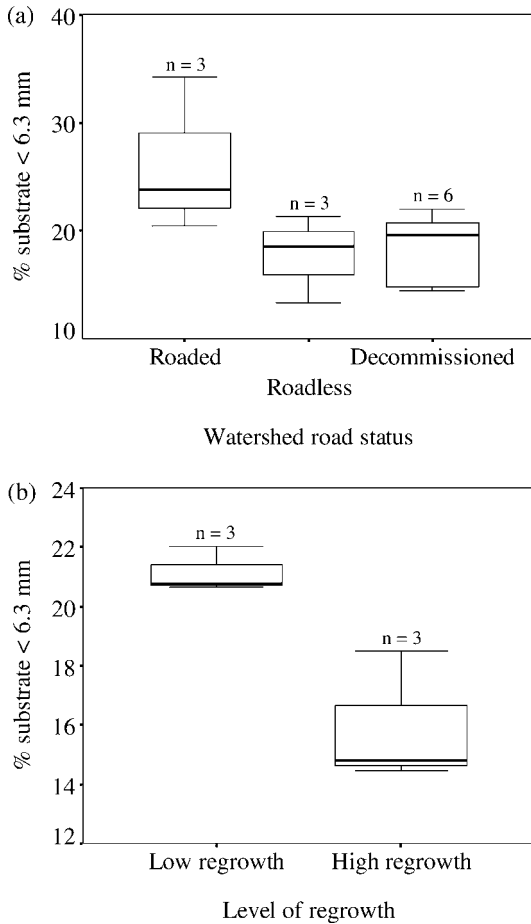 (a)
% substrate < 6.3 mm
40
30
20
10
n = 3
n = 3
n = 6
Roaded
Roadless
Decommissioned
Watershed road status
(b)
% substrate < 6.3 mm
24
22
20
18
16
14
12
n = 3
n = 3
Low regrowth
High regrowth
Level of regrowth